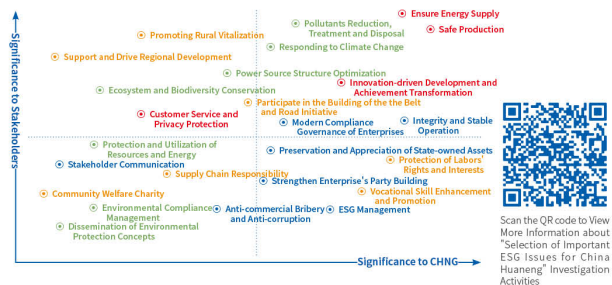 Significance to Stakeholders
Ensure Energy Supply
Pollutants Reduction,
Treatment and Disposal
Safe Production
Promoting Rural Vitalization
Responding to Climate Change
Support and Drive Regional Development
Power Source Structure Optimization
Innovation-driven Development and
Achievement Transformation
Ecosystem and Biodiversity Conservation
Participate in the Building of the the Belt
and Road Initiative
Customer Service and
Privacy Protection
Modern Compliance
Governance of Enterprises
Integrity and Stable
Operation
Protection and Utilization of
Resources and Energy
Preservation and Appreciation of State-owned Assets
Stakeholder Communication
Protection of Labors'
Rights and Interests
Supply Chain Responsibility
Strengthen Enterprise's Party Building
Community Welfare Charity
Vocational Skill Enhancement
and Promotion
Environmental Compliance
Management
Anti-commercial Bribery
and Anti-corruption
ESG Management
Dissemination of Environmental
Protection Concepts
Significance to CHNG
Scan the QR code to View
More Information about
"Selection of Important
ESG Issues for China
Huaneng" Investigation
Activities